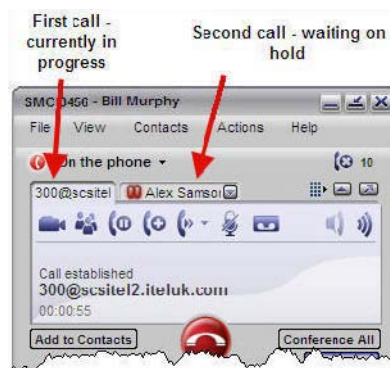 First call -
currently in
progress
Second call - waiting on
hold
SMC0456 - Bill Murphy
File View Contacts Actions Help
On the phone
10
300@scsitel
Alex Samso
Call established
300@scsitel2.iteluk.com
00:00:55
Add to Contacts
Conference All